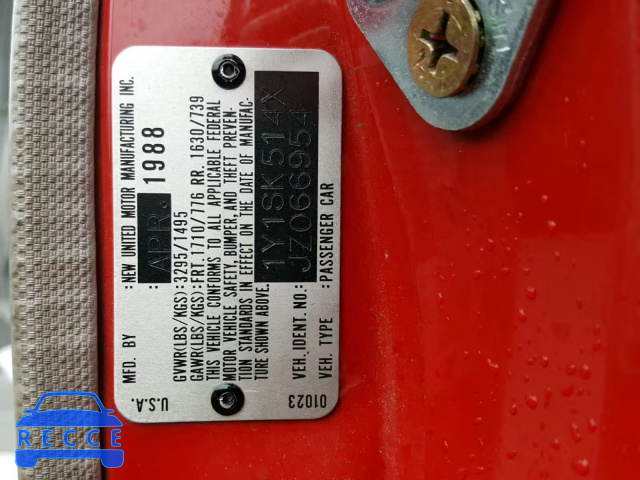 MFD. BY :NEW UNITED MOTOR MANUFACTURING INC.
APR. 1988
GVWR(LBS/KGS):3295/1495
GAWR(LBS/KGS):FRT.1710/776 RR. 1630/739
THIS VEHICLE CONFORMS TO ALL APPLICABLE FEDERAL
MOTOR VEHICLE SAFETY, BUMPER, AND THEFT PREVEN-
TION STANDARDS IN EFFECT ON THE DATE OF MANUFAC-
TURE SHOWN ABOVE.
VEH. IDENT. NO.: 1Y1SK514X
JZ066954
VEH. TYPE :PASSENGER CAR
U.S.A. 01023
RECCE